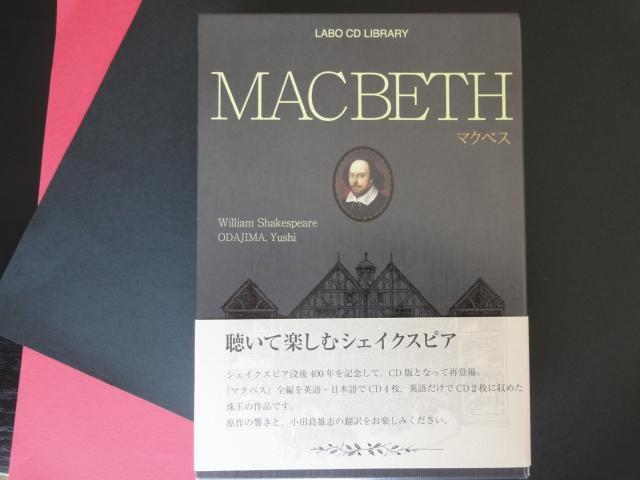 LABO CD LIBRARY
MACBETH
マクベス
William Shakespeare
ODAJIMA, Yushi
聴いて楽しむシェイクスピア
シェイクスピア没後400年を記念して、CD版となって再登場。
『マクベス』全編を英語－日本語でCD4枚、英語だけでCD2枚に収めた
珠玉の作品です。
原作の響きと、小田島雄志の翻訳をお楽しみください。